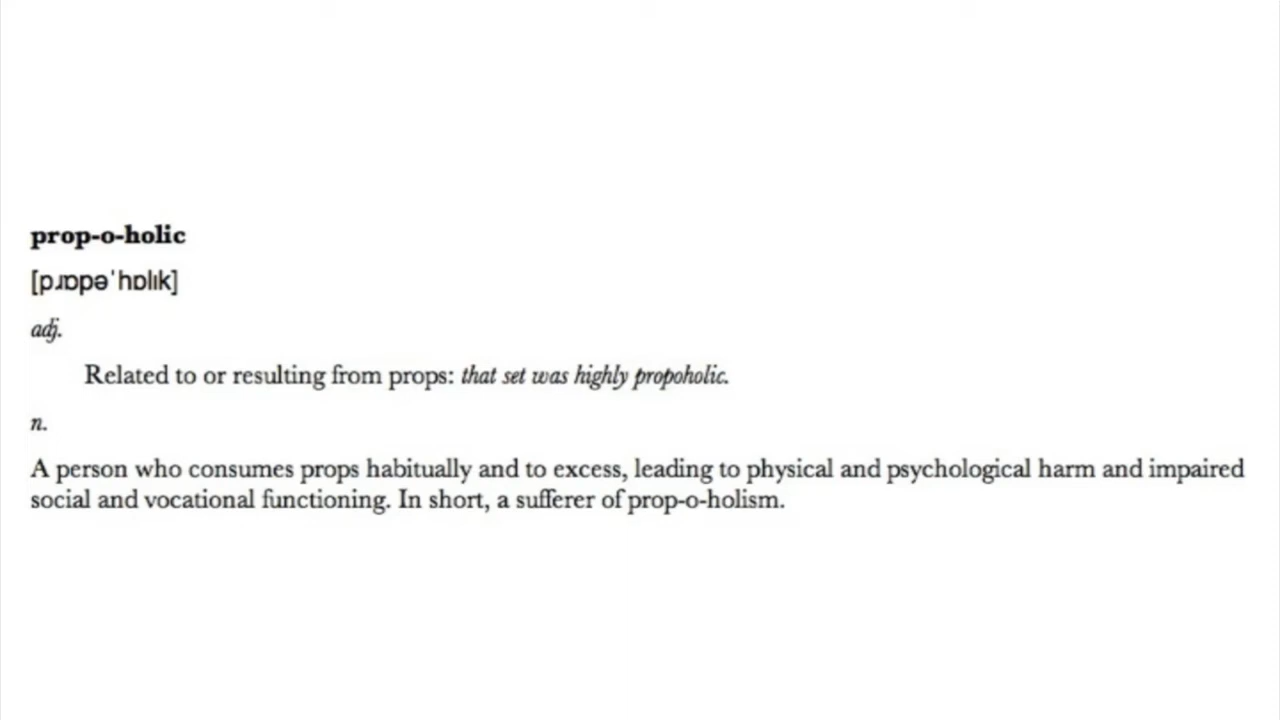 prop-o-holic
[pɹɒpəˈhɒlɪk]
adj.
Related to or resulting from props: that set was highly propoholic.
n.
A person who consumes props habitually and to excess, leading to physical and psychological harm and impaired
social and vocational functioning. In short, a sufferer of prop-o-holism.